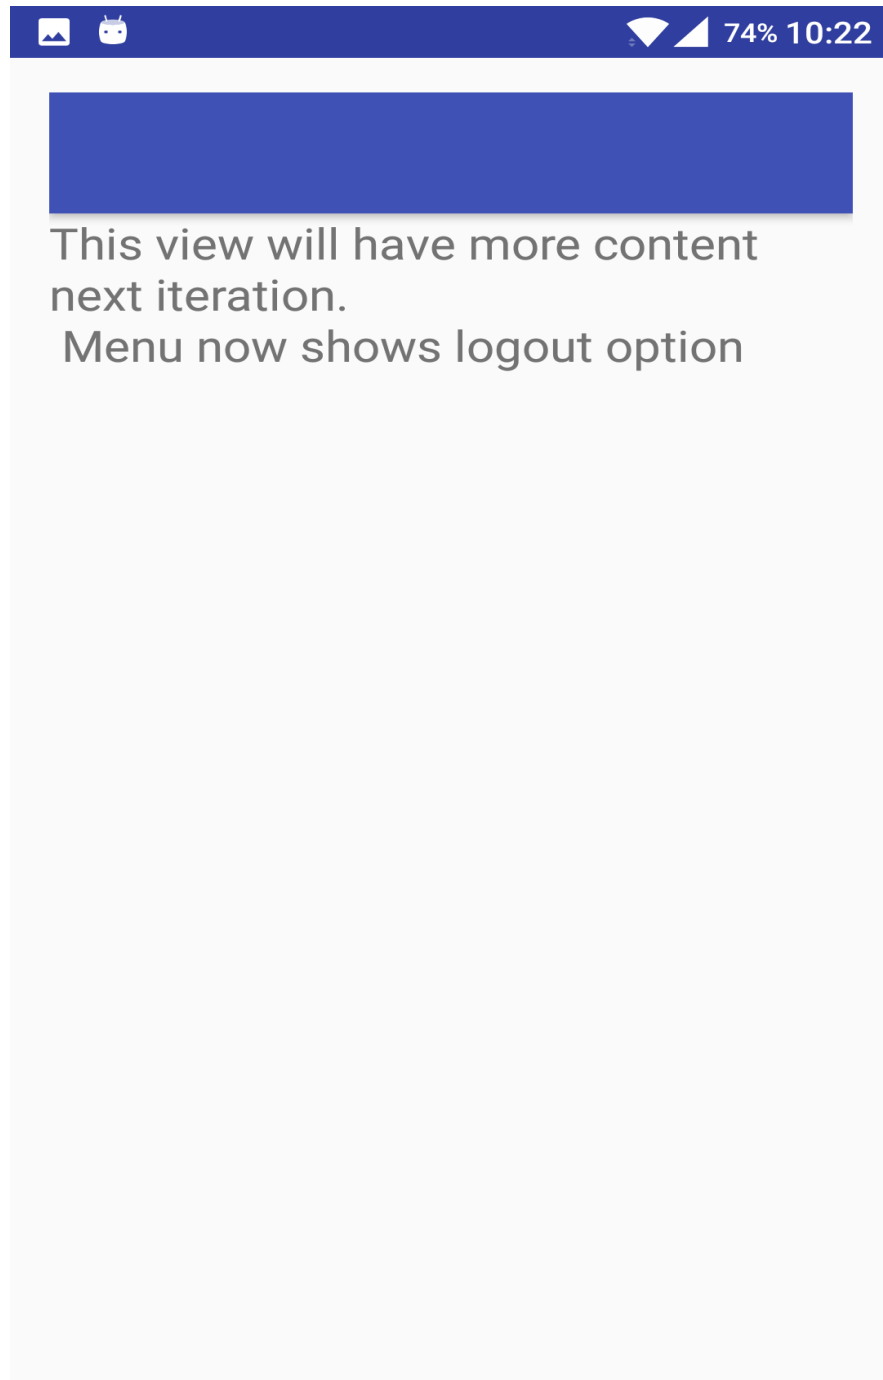 74% 10:22
This view will have more content
next iteration.
Menu now shows logout option